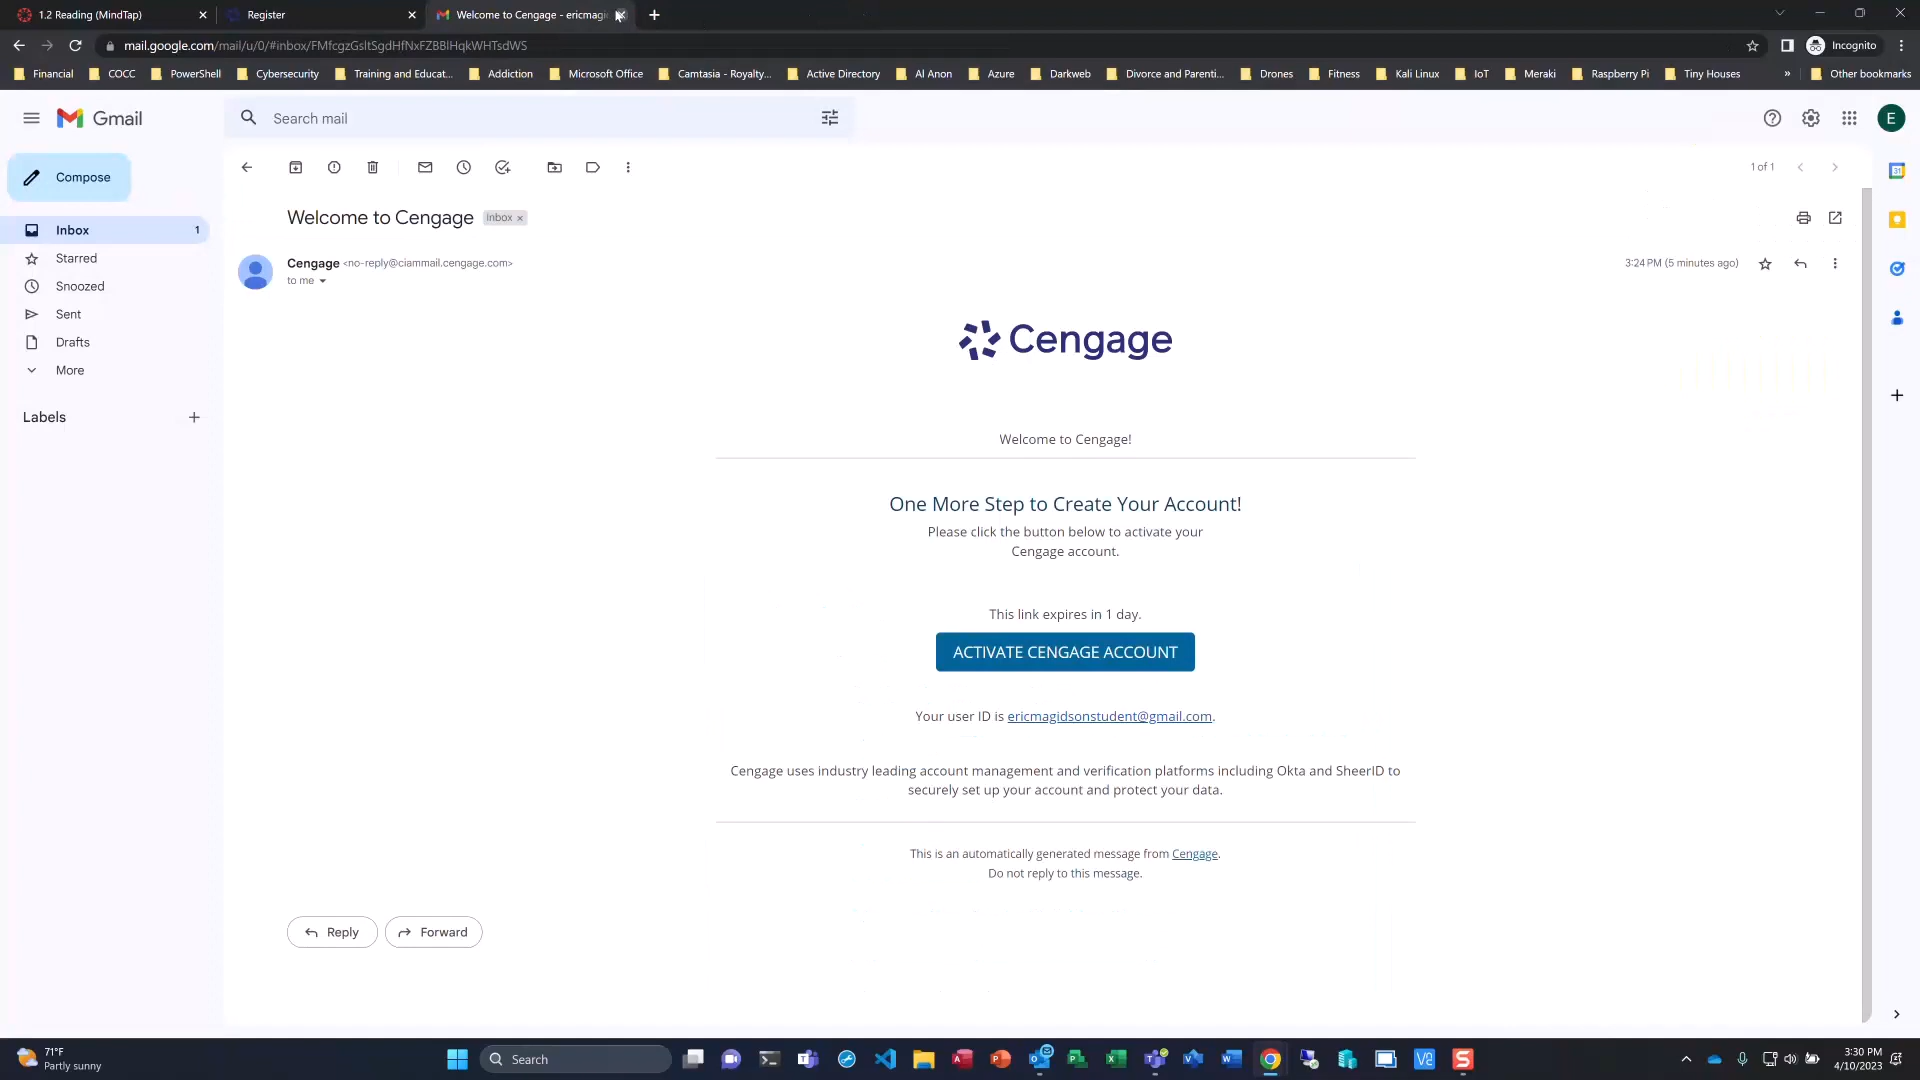 1.2 Reading (MindTap)
Register
Welcome to Cengage - ericmagi
mail.google.com/mail/u/0/#inbox/FMfcgzGsltSgdHfNxFZBBlHqkWHTsdWS
Incognito
Financial
COCC
PowerShell
Cybersecurity
Training and Educat...
Addiction
Microsoft Office
Camtasia - Royalty...
Active Directory
Al Anon
Azure
Darkweb
Divorce and Parenti...
Drones
Fitness
Kali Linux
IoT
Meraki
Raspberry Pi
Tiny Houses
»
Other bookmarks
Gmail
Search mail
E
Compose
1 of 1
31
Welcome to Cengage
Inbox x
Inbox 1
Starred
Snoozed
Sent
Drafts
More
Labels
Cengage <no-reply@ciammail.cengage.com>
3:24 PM (5 minutes ago)
to me
Cengage
Welcome to Cengage!
One More Step to Create Your Account!
Please click the button below to activate your
Cengage account.
This link expires in 1 day.
ACTIVATE CENGAGE ACCOUNT
Your user ID is ericmagidsonstudent@gmail.com.
Cengage uses industry leading account management and verification platforms including Okta and SheerID to
securely set up your account and protect your data.
This is an automatically generated message from Cengage.
Do not reply to this message.
Reply
Forward
71°F
Partly sunny
Search
3:30 PM
4/10/2023